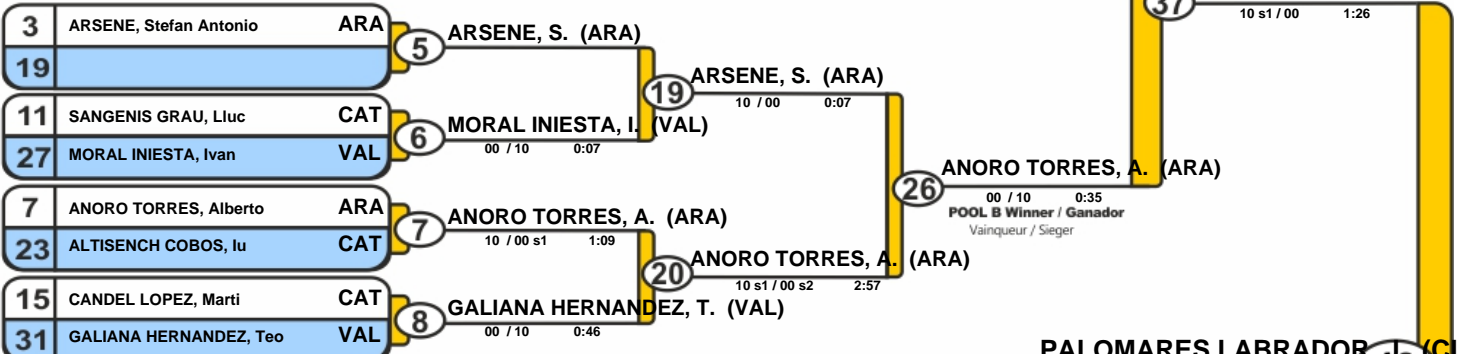 3 ARSENE, Stefan Antonio ARA
19
5
ARSENE, S. (ARA)
11 SANGENIS GRAU, Lluc CAT
27 MORAL INIESTA, Ivan VAL
6
MORAL INIESTA, I. (VAL)
00 / 10 0:07
19
ARSENE, S. (ARA)
10 / 00 0:07
7 ANORO TORRES, Alberto ARA
23 ALTISENCH COBOS, Iu CAT
7
ANORO TORRES, A. (ARA)
10 / 00 s1 1:09
15 CANDEL LOPEZ, Marti CAT
31 GALIANA HERNANDEZ, Teo VAL
8
GALIANA HERNANDEZ, T. (VAL)
00 / 10 0:46
20
ANORO TORRES, A. (ARA)
10 s1 / 00 s2 2:57
26
ANORO TORRES, A. (ARA)
00 / 10 0:35
POOL B Winner / Ganador
Vainqueur / Sieger
37
10 s1 / 00 1:26
PALOMARES LABRADOR